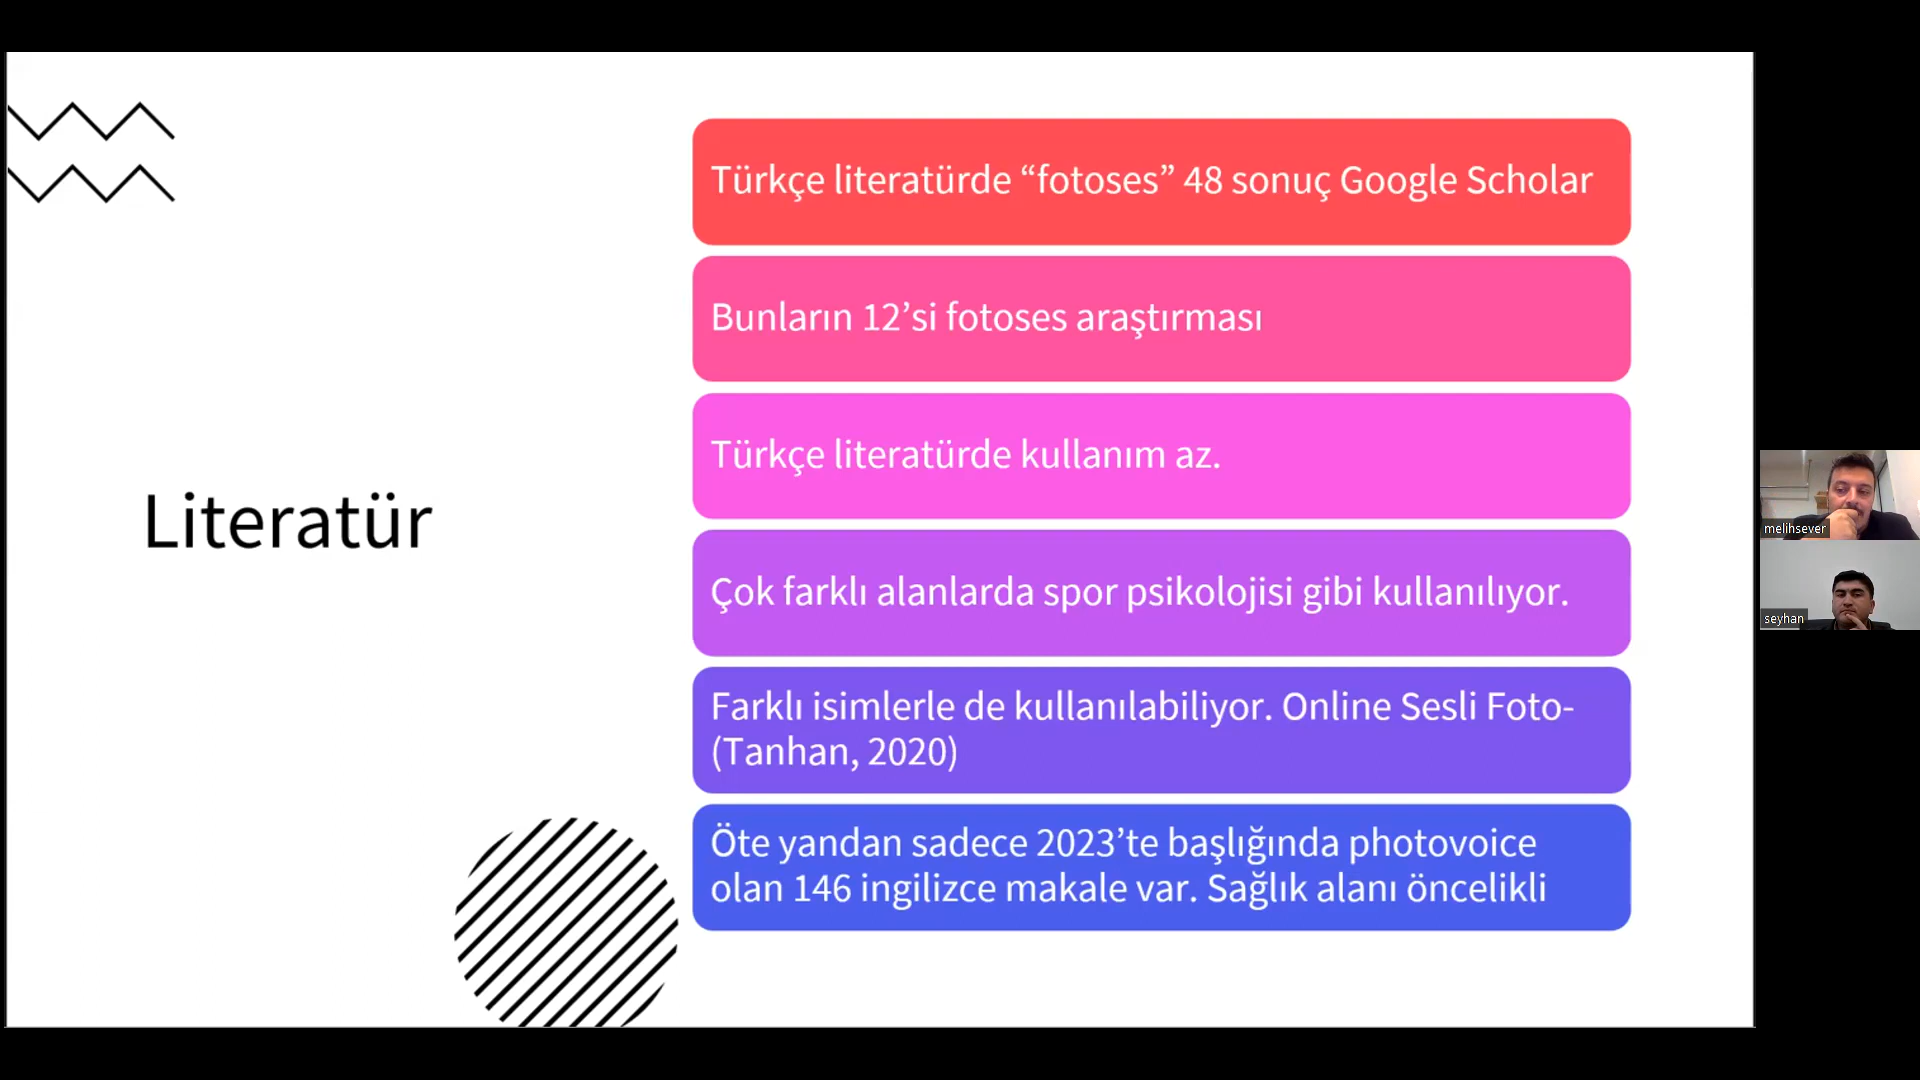 Literatür
Türkçe literatürde “fotoses” 48 sonuç Google Scholar
Bunların 12’si fotoses araştırması
Türkçe literatürde kullanım az.
Çok farklı alanlarda spor psikolojisi gibi kullanılıyor.
Farklı isimlerle de kullanılabiliyor. Online Sesli Foto-
(Tanhan, 2020)
Öte yandan sadece 2023’te başlığında photovoice
olan 146 ingilizce makale var. Sağlık alanı öncelikli
melihsever
seyhan